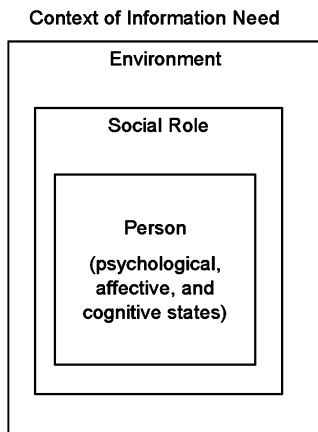 Context of Information Need
Environment
Social Role
Person
(psychological,
affective, and
cognitive states)